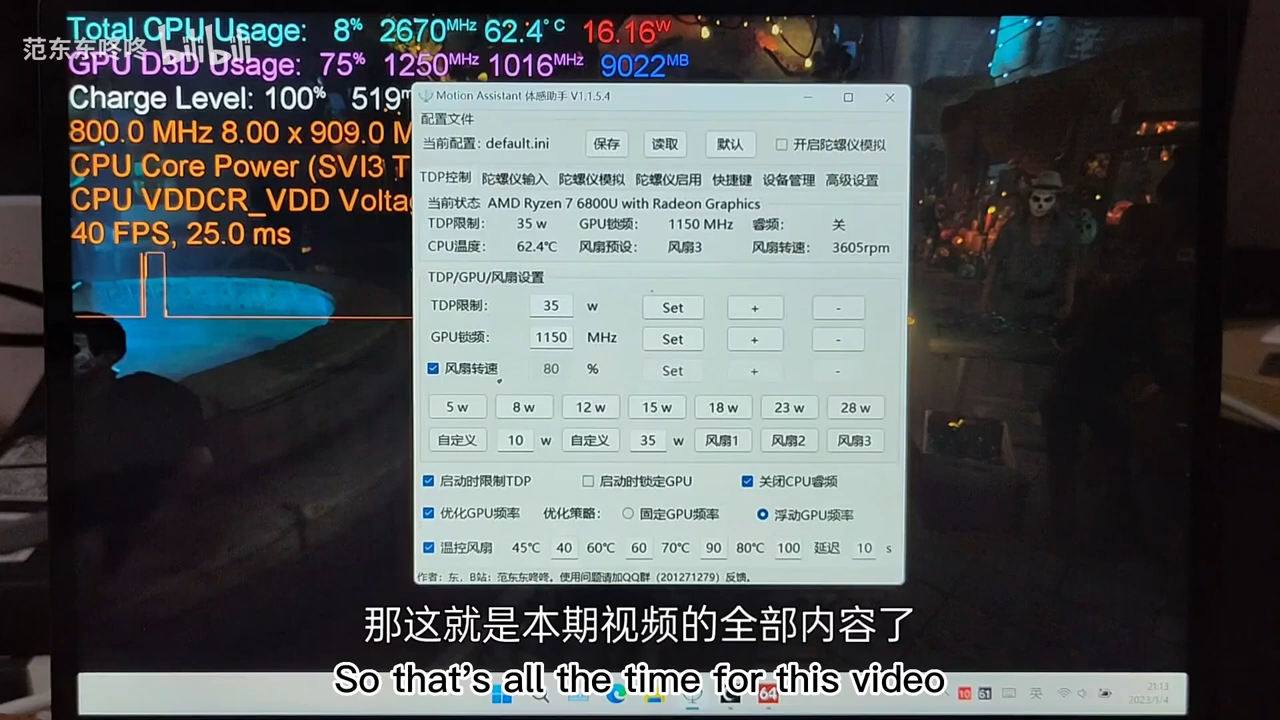 Total CPU Usage: 8% 2670MHz 62.4°C 16.16W
范东东咚咚 bilibili
GPU D3D Usage: 75% 1250MHz 1016MHz 9022MB
Charge Level: 100% 519m
800.0 MHz 8.00 x 909.0 M
CPU Core Power (SVI3 T
CPU VDDCR_VDD Volta
40 FPS, 25.0 ms
Motion Assistant 体感助手 V1.1.5.4
配置文件
当前配置: default.ini 保存 读取 默认 开启陀螺仪模拟
TDP控制 陀螺仪输入 陀螺仪模拟 陀螺仪启用 快捷键 设备管理 高级设置
当前状态 AMD Ryzen 7 6800U with Radeon Graphics
TDP限制: 35 w GPU锁频: 1150 MHz 睿频: 关
CPU温度: 62.4℃ 风扇预设: 风扇3 风扇转速: 3605rpm
TDP/GPU/风扇设置
TDP限制: 35 w Set + -
GPU锁频: 1150 MHz Set + -
风扇转速 80 % Set + -
5 w 8 w 12 w 15 w 18 w 23 w 28 w
自定义 10 w 自定义 35 w 风扇1 风扇2 风扇3
启动时限制TDP 启动时锁定GPU 关闭CPU睿频
优化GPU频率 优化策略: 固定GPU频率 浮动GPU频率
温控风扇 45℃ 40 60℃ 60 70℃ 90 80℃ 100 延迟 10 s
作者: 东, B站: 范东东咚咚。使用问题请加QQ群 (201271279) 反馈。
那这就是本期视频的全部内容了
So that's all the time for this video
64 10 61 英 21:13
2023/1/4